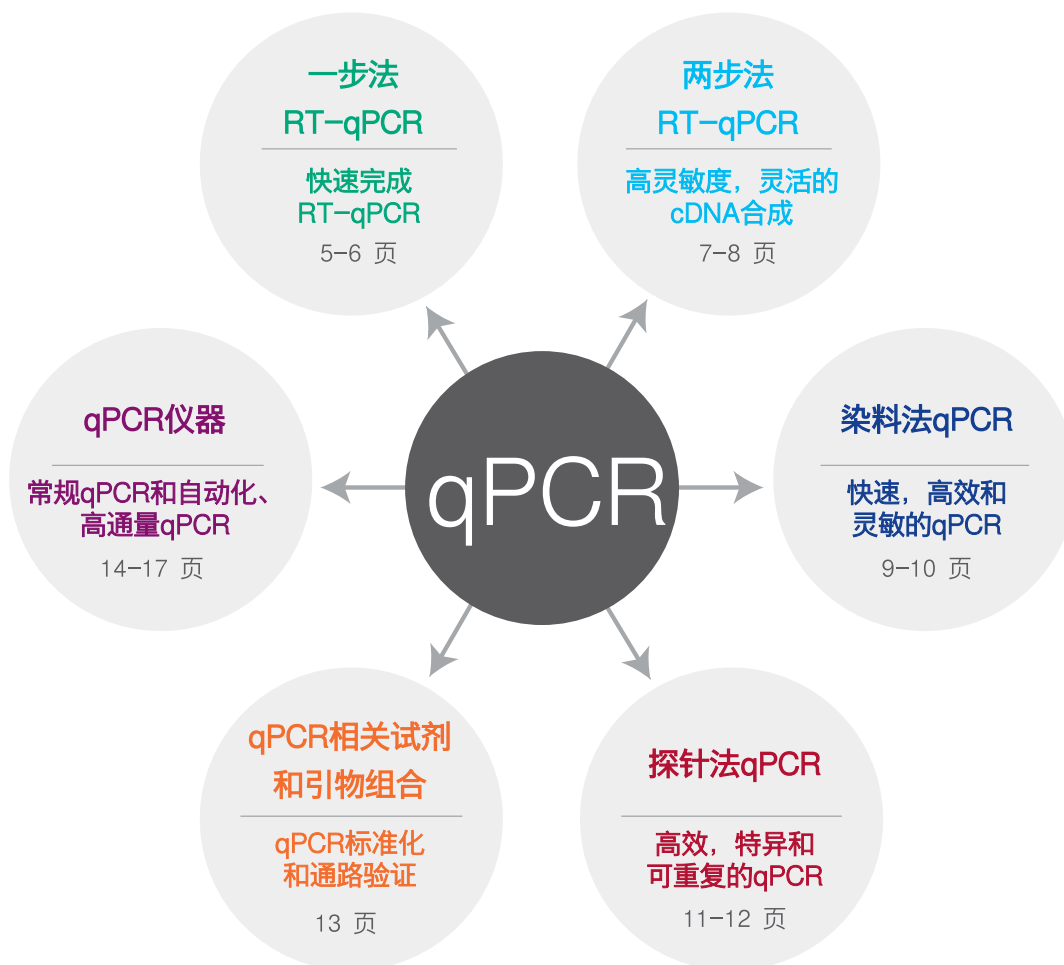 一步法
RT-qPCR
快速完成
RT-qPCR
5-6 页
两步法
RT-qPCR
高灵敏度，灵活的
cDNA合成
7-8 页
qPCR仪器
常规qPCR和自动化、
高通量qPCR
14-17 页
qPCR
染料法qPCR
快速，高效和
灵敏的qPCR
9-10 页
qPCR相关试剂
和引物组合
qPCR标准化
和通路验证
13 页
探针法qPCR
高效，特异和
可重复的qPCR
11-12 页